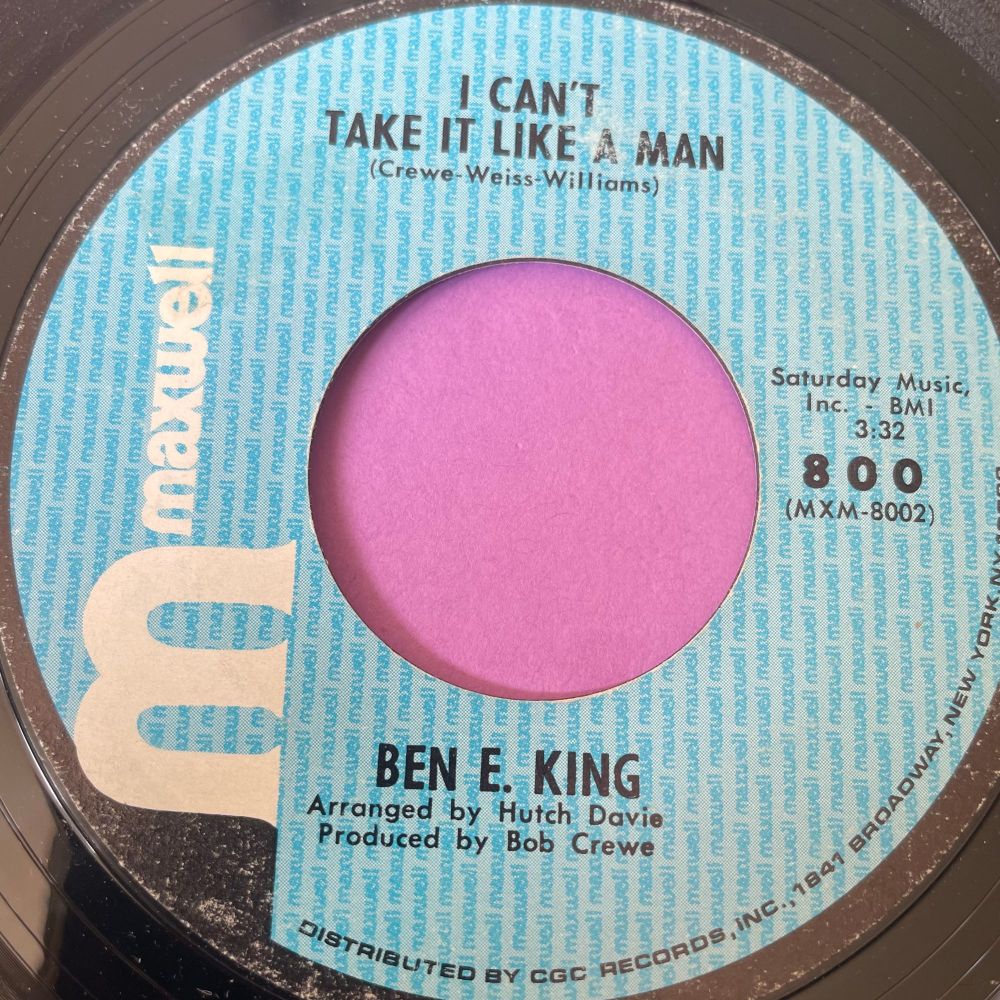 I CAN'T
TAKE IT LIKE A MAN
(Crewe-Weiss-Williams)
maxwell
m
Saturday Music,
Inc. - BMI
3:32
800
(MXM-8002)
BEN E. KING
Arranged by Hutch Davie
Produced by Bob Crewe
DISTRIBUTED BY CGC RECORDS, INC., 1841 BROADWAY, NEW YORK, NY